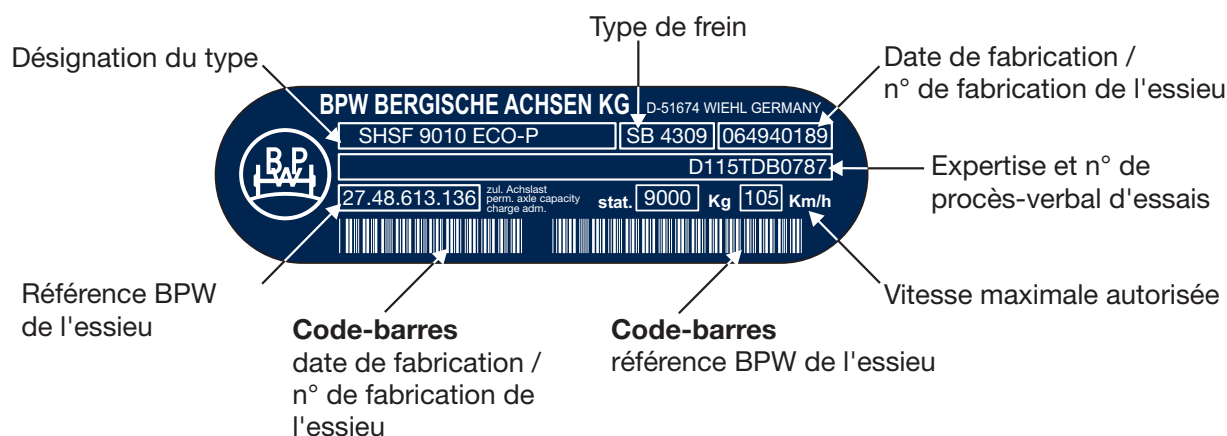 Type de frein
Désignation du type
Date de fabrication /
n° de fabrication de l'essieu
BPW BERGISCHE ACHSEN KG D-51674 WIEHL GERMANY
SHSF 9010 ECO-P SB 4309 064940189
BPW
D115TDB0787
Expertise et n° de
procès-verbal d'essais
27.48.613.136 zul. Achslast
perm. axle capacity
charge adm.
stat. 9000 Kg 105 Km/h
Référence BPW
de l'essieu
Vitesse maximale autorisée
Code-barres
date de fabrication /
n° de fabrication de
l'essieu
Code-barres
référence BPW de l'essieu